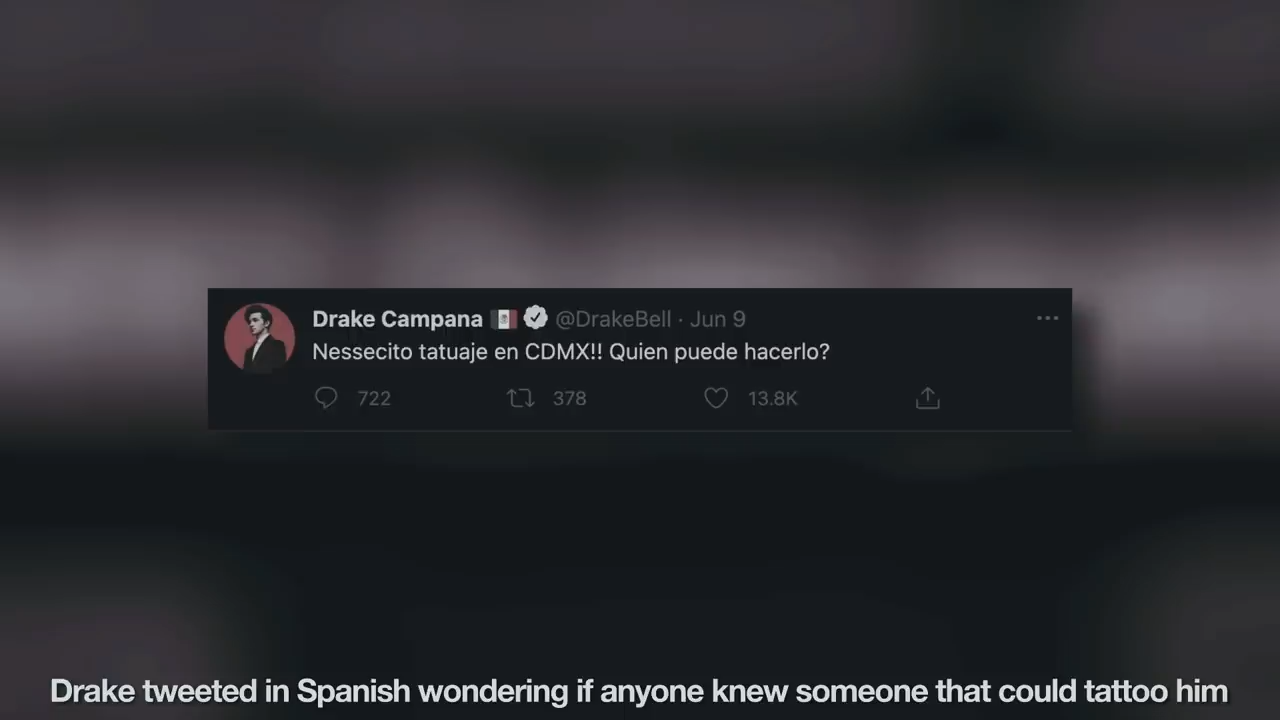 Drake Campana 🇲🇽 @DrakeBell · Jun 9
Nessecito tatuaje en CDMX!! Quien puede hacerlo?
722 378 13.8K
Drake tweeted in Spanish wondering if anyone knew someone that could tattoo him